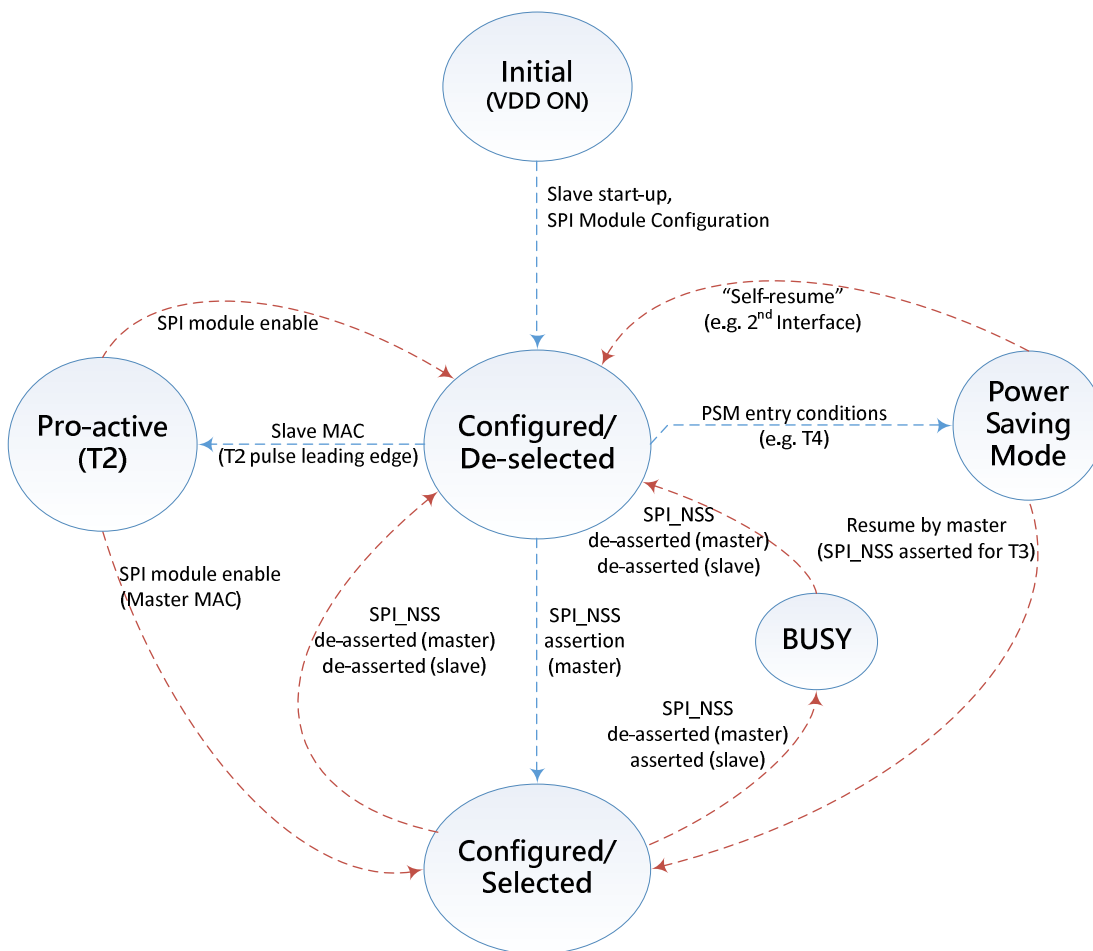 Initial
(VDD ON)
Slave start-up,
SPI Module Configuration
“Self-resume”
(e.g. 2nd Interface)
SPI module enable
Pro-active
(T2)
Slave MAC
(T2 pulse leading edge)
Configured/
De-selected
PSM entry conditions
(e.g. T4)
Power
Saving
Mode
SPI_NSS
de-asserted (master)
de-asserted (slave)
Resume by master
(SPI_NSS asserted for T3)
SPI module enable
(Master MAC)
SPI_NSS
de-asserted (master)
de-asserted (slave)
SPI_NSS
assertion
(master)
BUSY
SPI_NSS
de-asserted (master)
asserted (slave)
Configured/
Selected